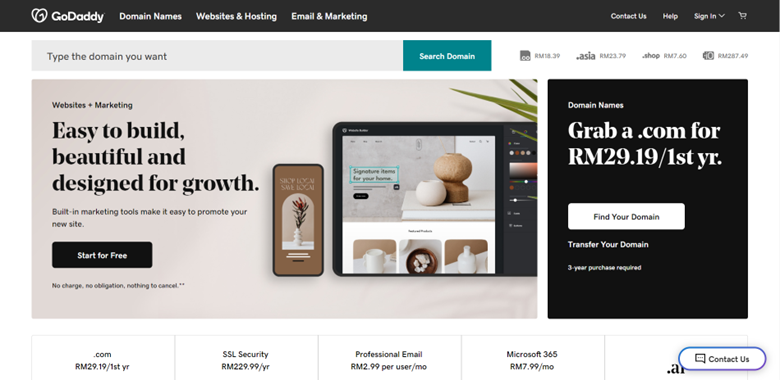 GoDaddy
Domain Names
Websites & Hosting
Email & Marketing
Contact Us
Help
Sign In
Type the domain you want
Search Domain
.co
RM18.39
.asia
RM23.79
.shop
RM7.60
RM287.49
Websites + Marketing
Easy to build,
beautiful and
designed for growth.
Built-in marketing tools make it easy to promote your
new site.
Start for Free
No charge, no obligation, nothing to cancel.**
SHOP LOCAL
SAVE LOCAL
Signature items
for your home.
Featured Products
Domain Names
Grab a .com for
RM29.19/1st yr.
Find Your Domain
Transfer Your Domain
3-year purchase required
.com
RM29.19/1st yr
SSL Security
RM229.99/yr
Professional Email
RM2.99 per user/mo
Microsoft 365
RM7.99/mo
Contact Us